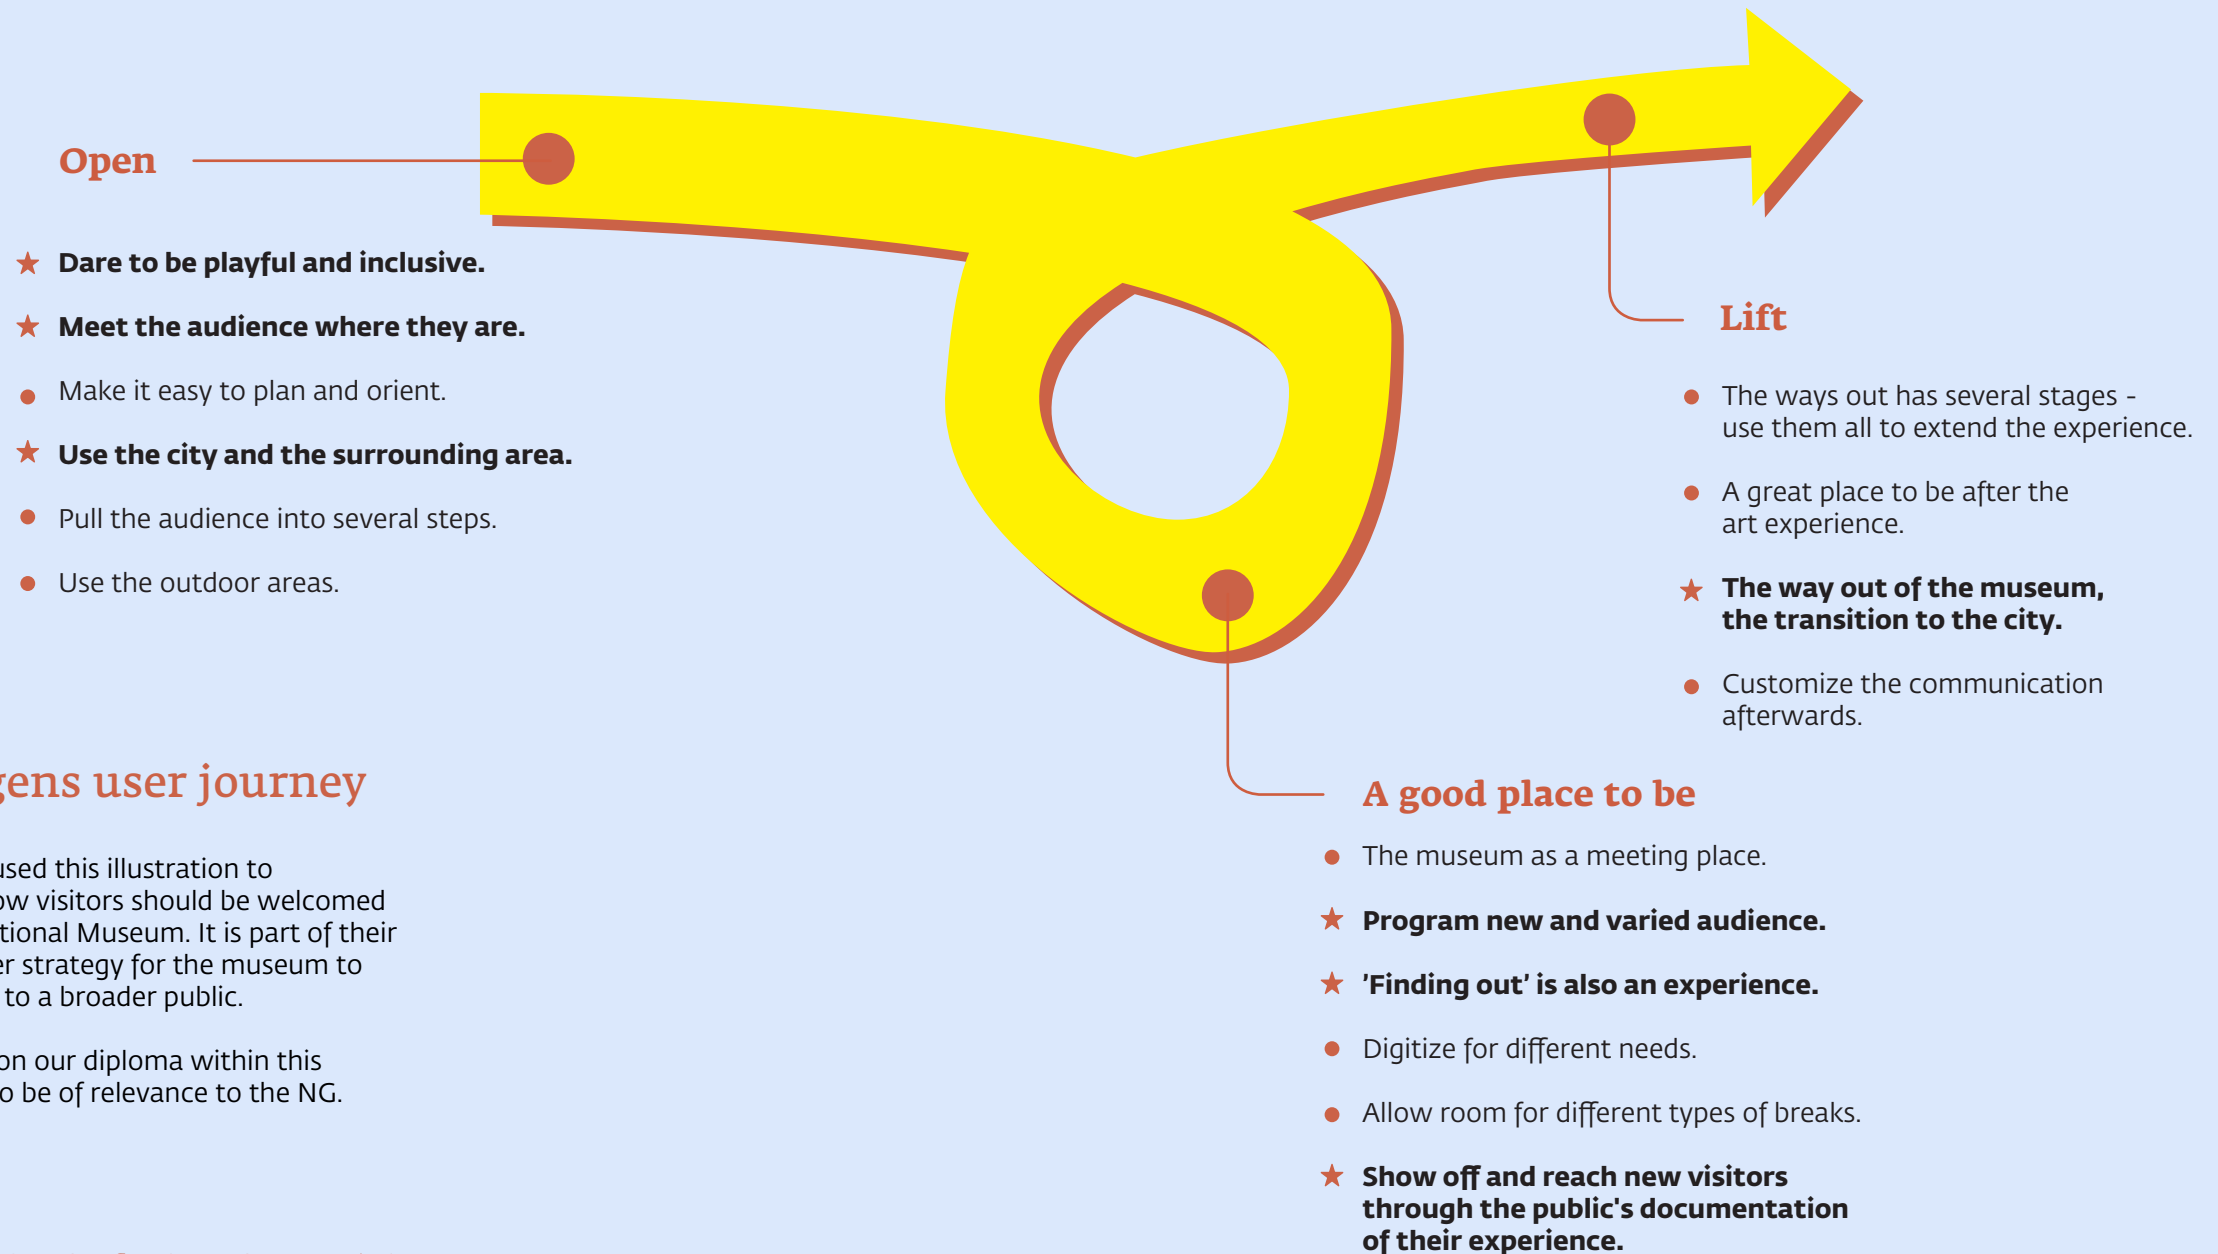 Open
Dare to be playful and inclusive.
Meet the audience where they are.
Make it easy to plan and orient.
Use the city and the surrounding area.
Pull the audience into several steps.
Use the outdoor areas.
Lift
The ways out has several stages -
use them all to extend the experience.
A great place to be after the
art experience.
The way out of the museum,
the transition to the city.
Customize the communication
afterwards.
user journey
used this illustration to
visitors should be welcomed
Museum. It is part of their
strategy for the museum to
to a broader public.
on our diploma within this
be of relevance to the NG.
A good place to be
The museum as a meeting place.
Program new and varied audience.
’Finding out’ is also an experience.
Digitize for different needs.
Allow room for different types of breaks.
Show off and reach new visitors
through the public's documentation
of their experience.